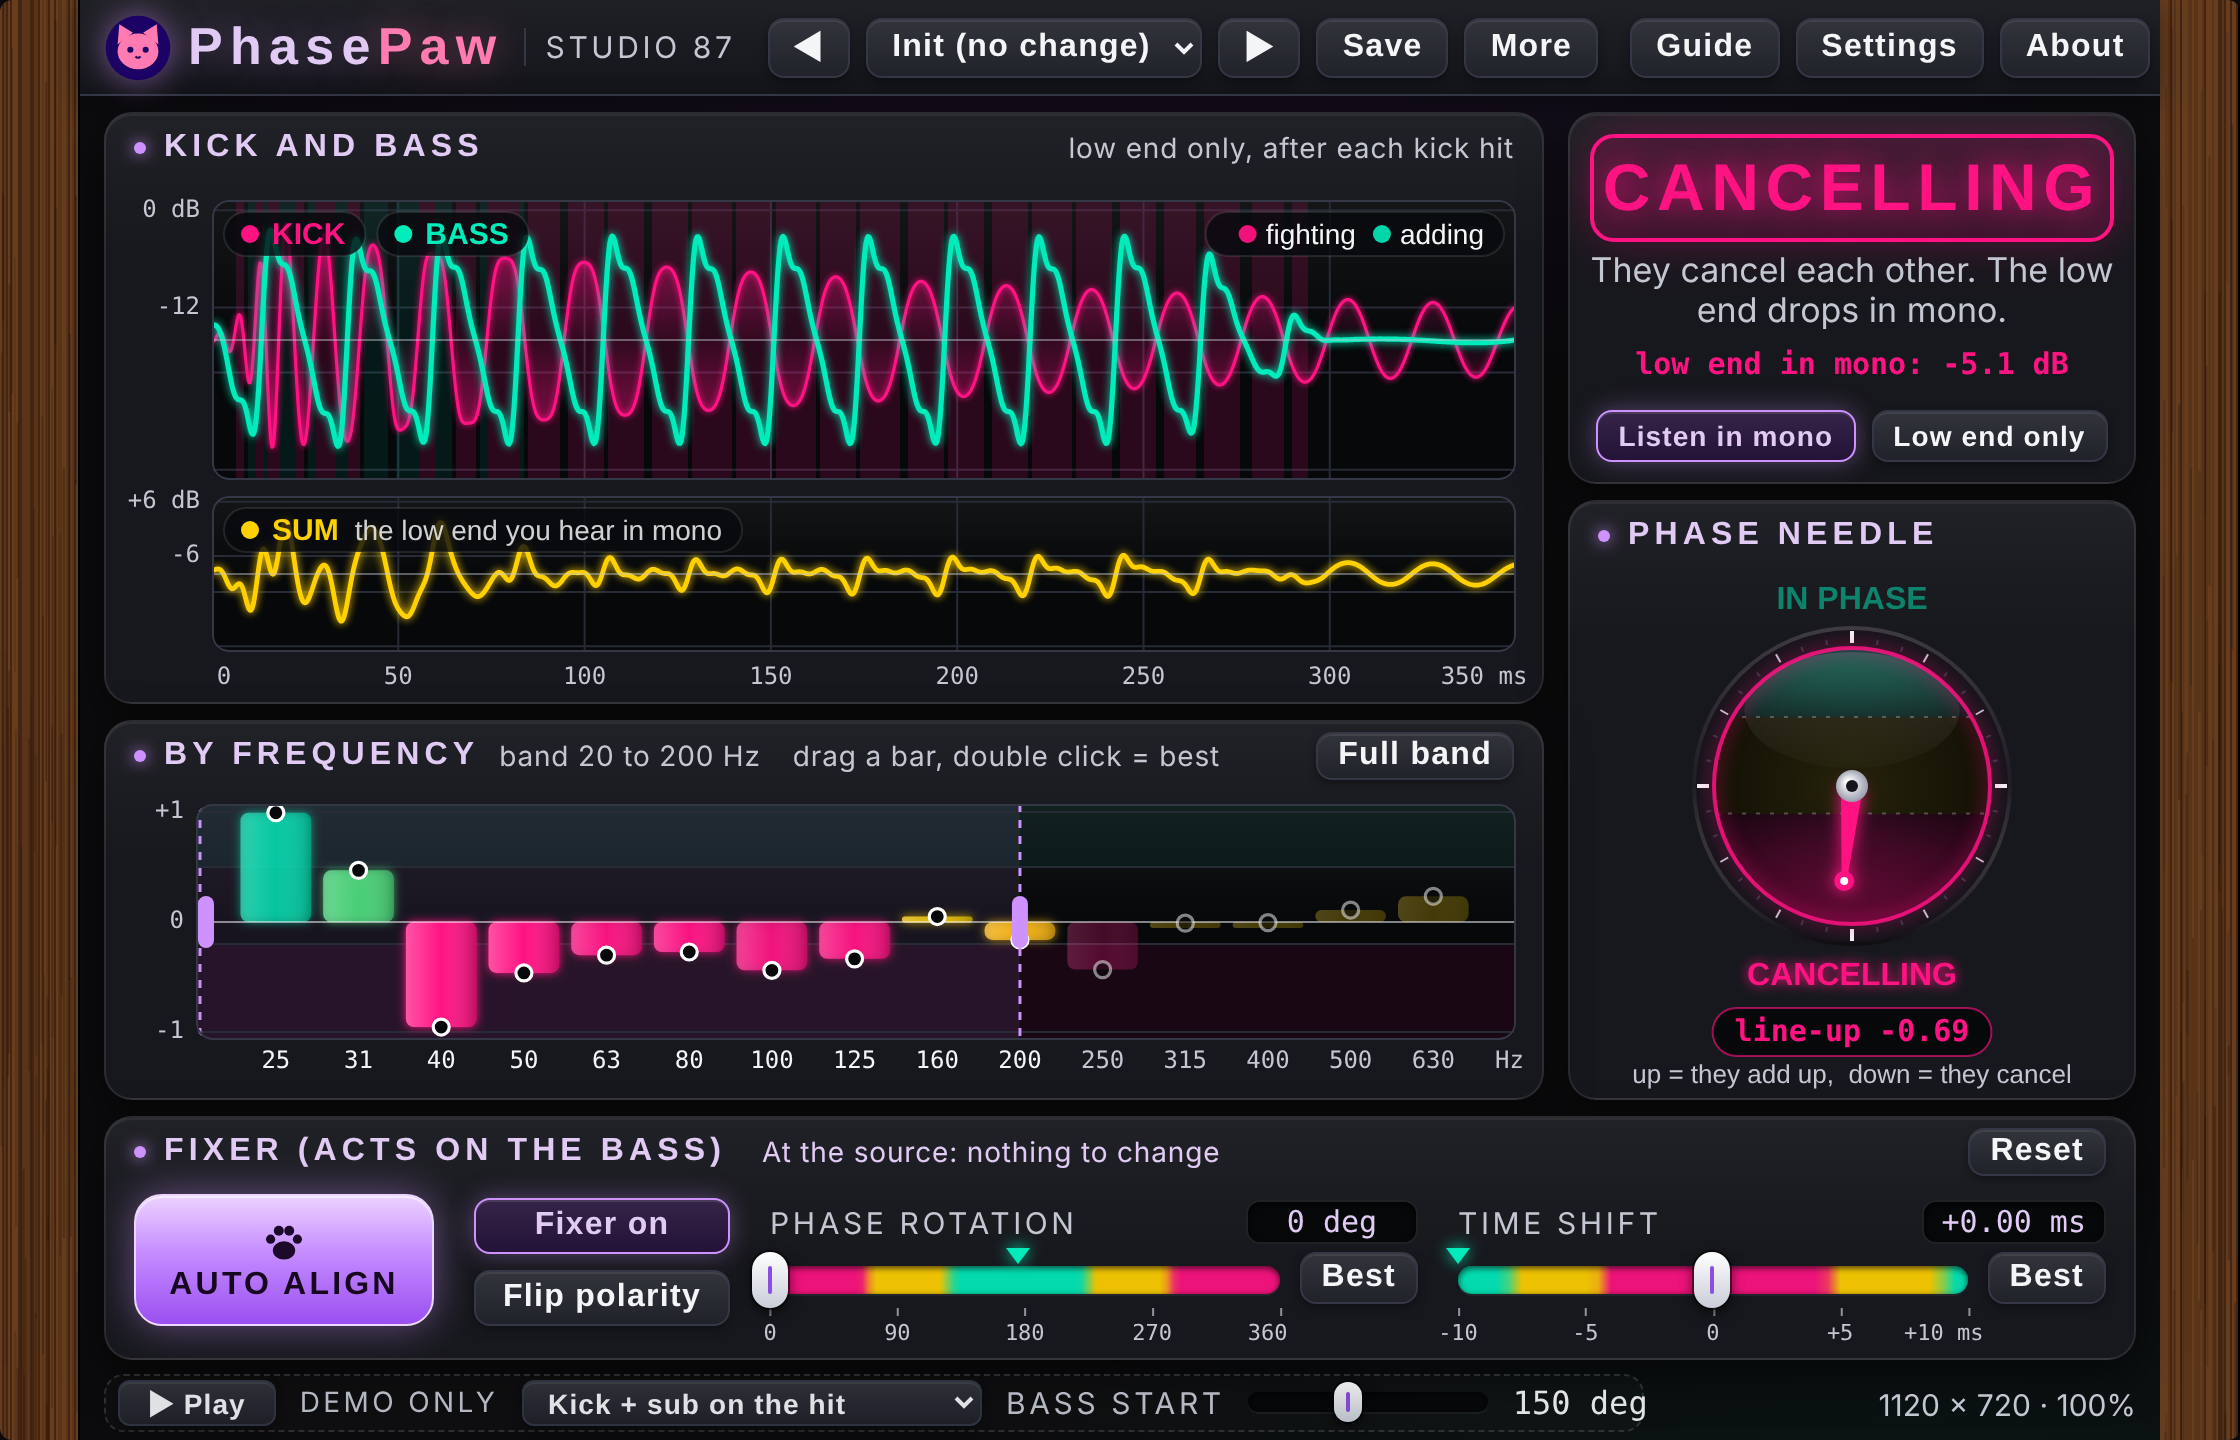 PhasePaw STUDIO 87 Init (no change) Save More Guide Settings About
KICK AND BASS low end only, after each kick hit
0 dB
KICK BASS fighting adding
-12
+6 dB
SUM the low end you hear in mono
-6
0 50 100 150 200 250 300 350 ms
CANCELLING
They cancel each other. The low
end drops in mono.
low end in mono: -5.1 dB
Listen in mono Low end only
PHASE NEEDLE
IN PHASE
CANCELLING
line-up -0.69
up = they add up, down = they cancel
BY FREQUENCY band 20 to 200 Hz drag a bar, double click = best Full band
+1
0
-1
25 31 40 50 63 80 100 125 160 200 250 315 400 500 630 Hz
FIXER (ACTS ON THE BASS) At the source: nothing to change Reset
AUTO ALIGN
Fixer on
Flip polarity
PHASE ROTATION 0 deg
Best
0 90 180 270 360
TIME SHIFT +0.00 ms
Best
-10 -5 0 +5 +10 ms
Play DEMO ONLY Kick + sub on the hit BASS START 150 deg 1120 × 720 · 100%